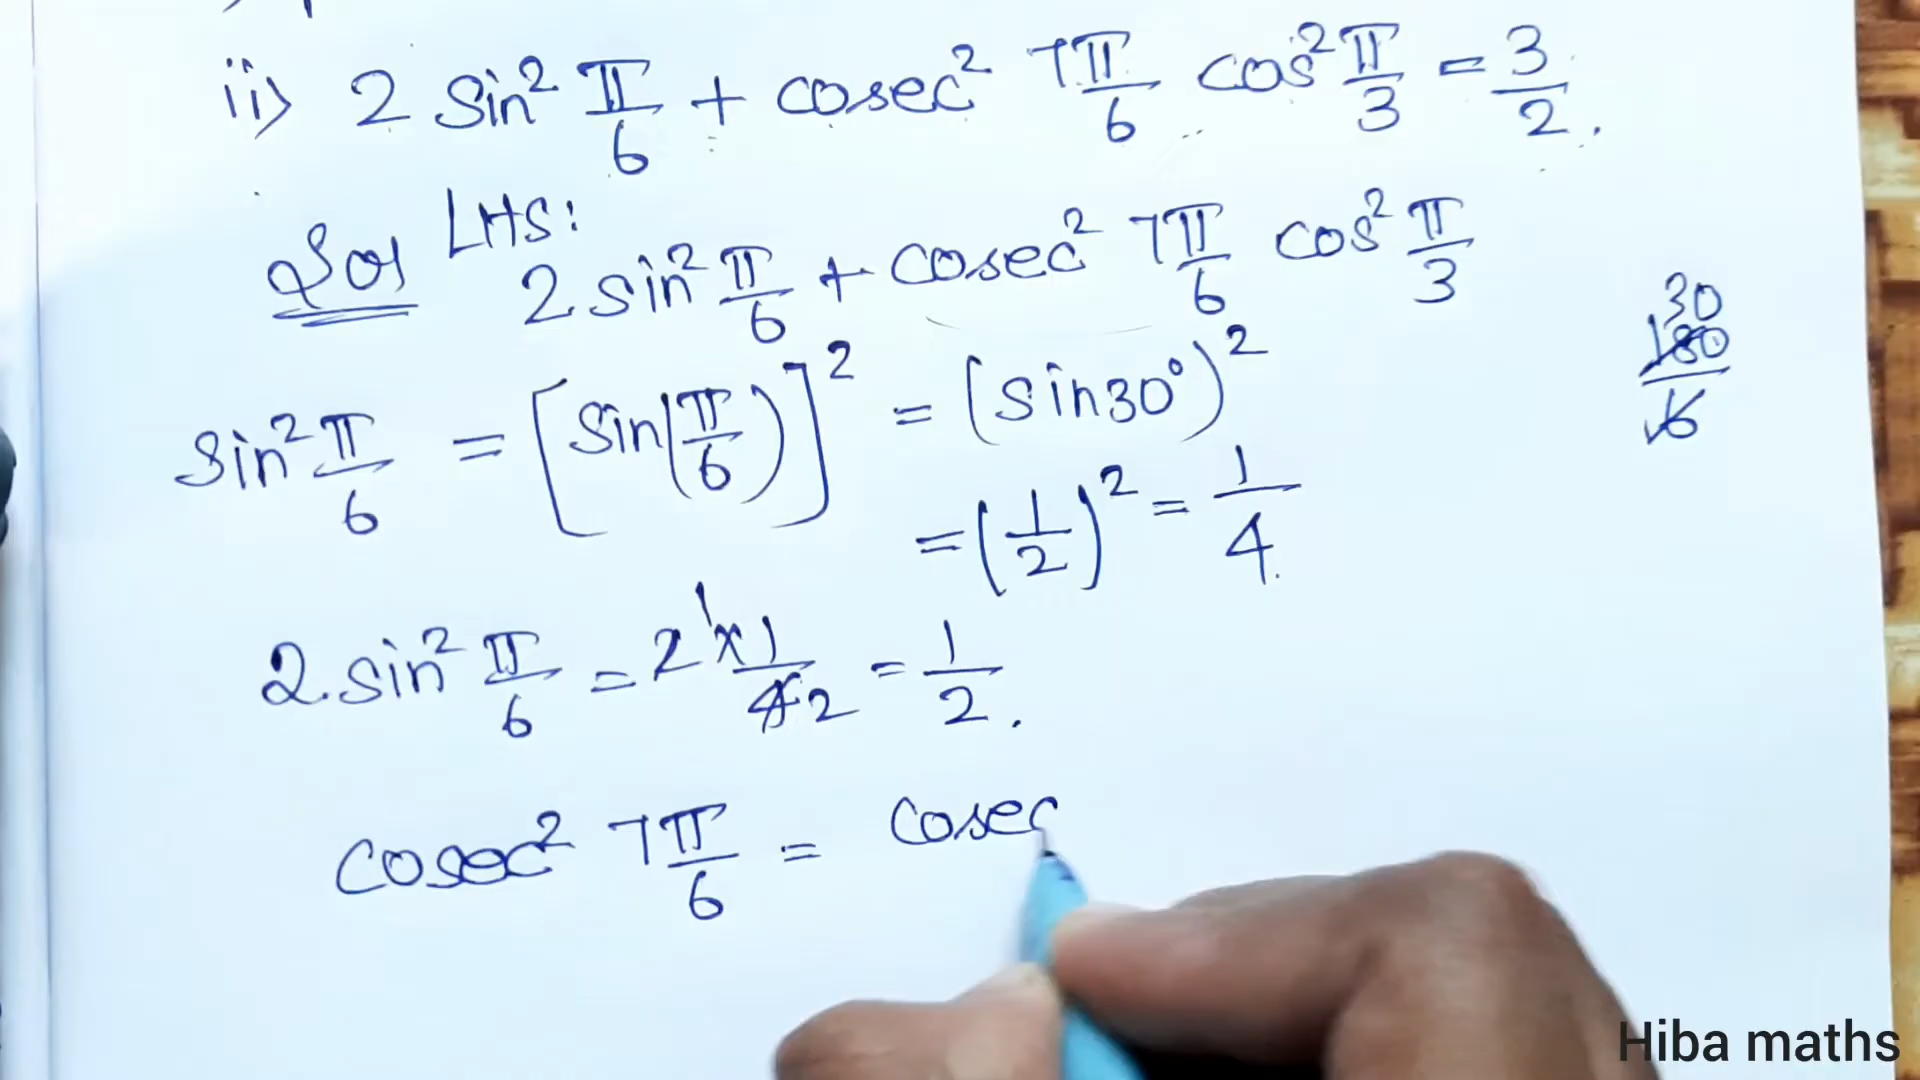 ii) 2 sin² π/6 + cosec² 7π/6 cos² π/3 = 3/2.
Sol LHS:
2 sin² π/6 + cosec² 7π/6 cos² π/3
sin² π/6 = [sin(π/6)]² = (sin30°)²
30
180
6
= (1/2)² = 1/4.
2 sin² π/6 = 2 1 × 1/4 2 = 1/2.
cosec² 7π/6 = cosec
Hiba maths